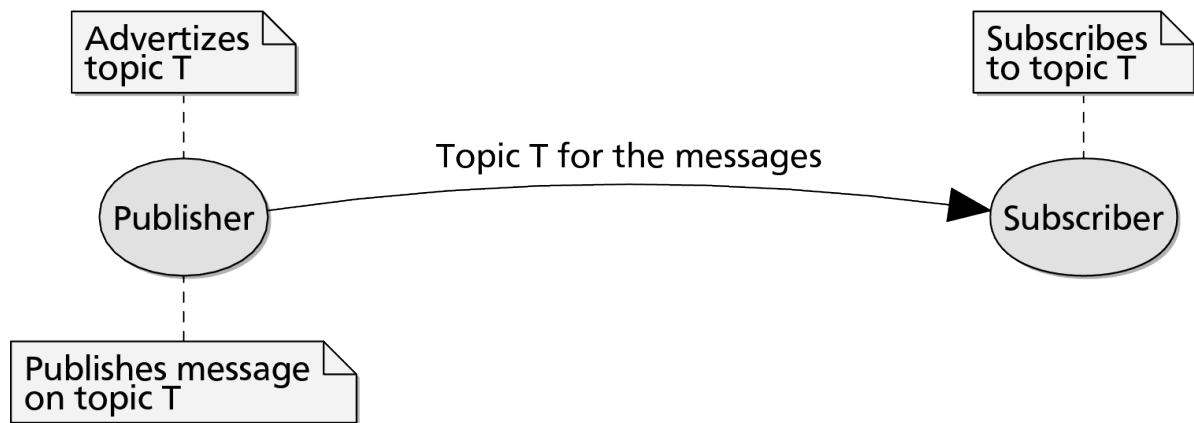 Advertizes
topic T
Subscribes
to topic T
Topic T for the messages
Publisher
Subscriber
Publishes message
on topic T